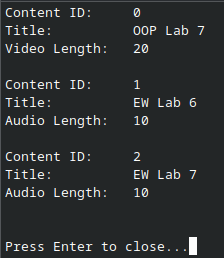 Content ID: 0
Title: OOP Lab 7
Video Length: 20
Content ID: 1
Title: EW Lab 6
Audio Length: 10
Content ID: 2
Title: EW Lab 7
Audio Length: 10
Press Enter to close...